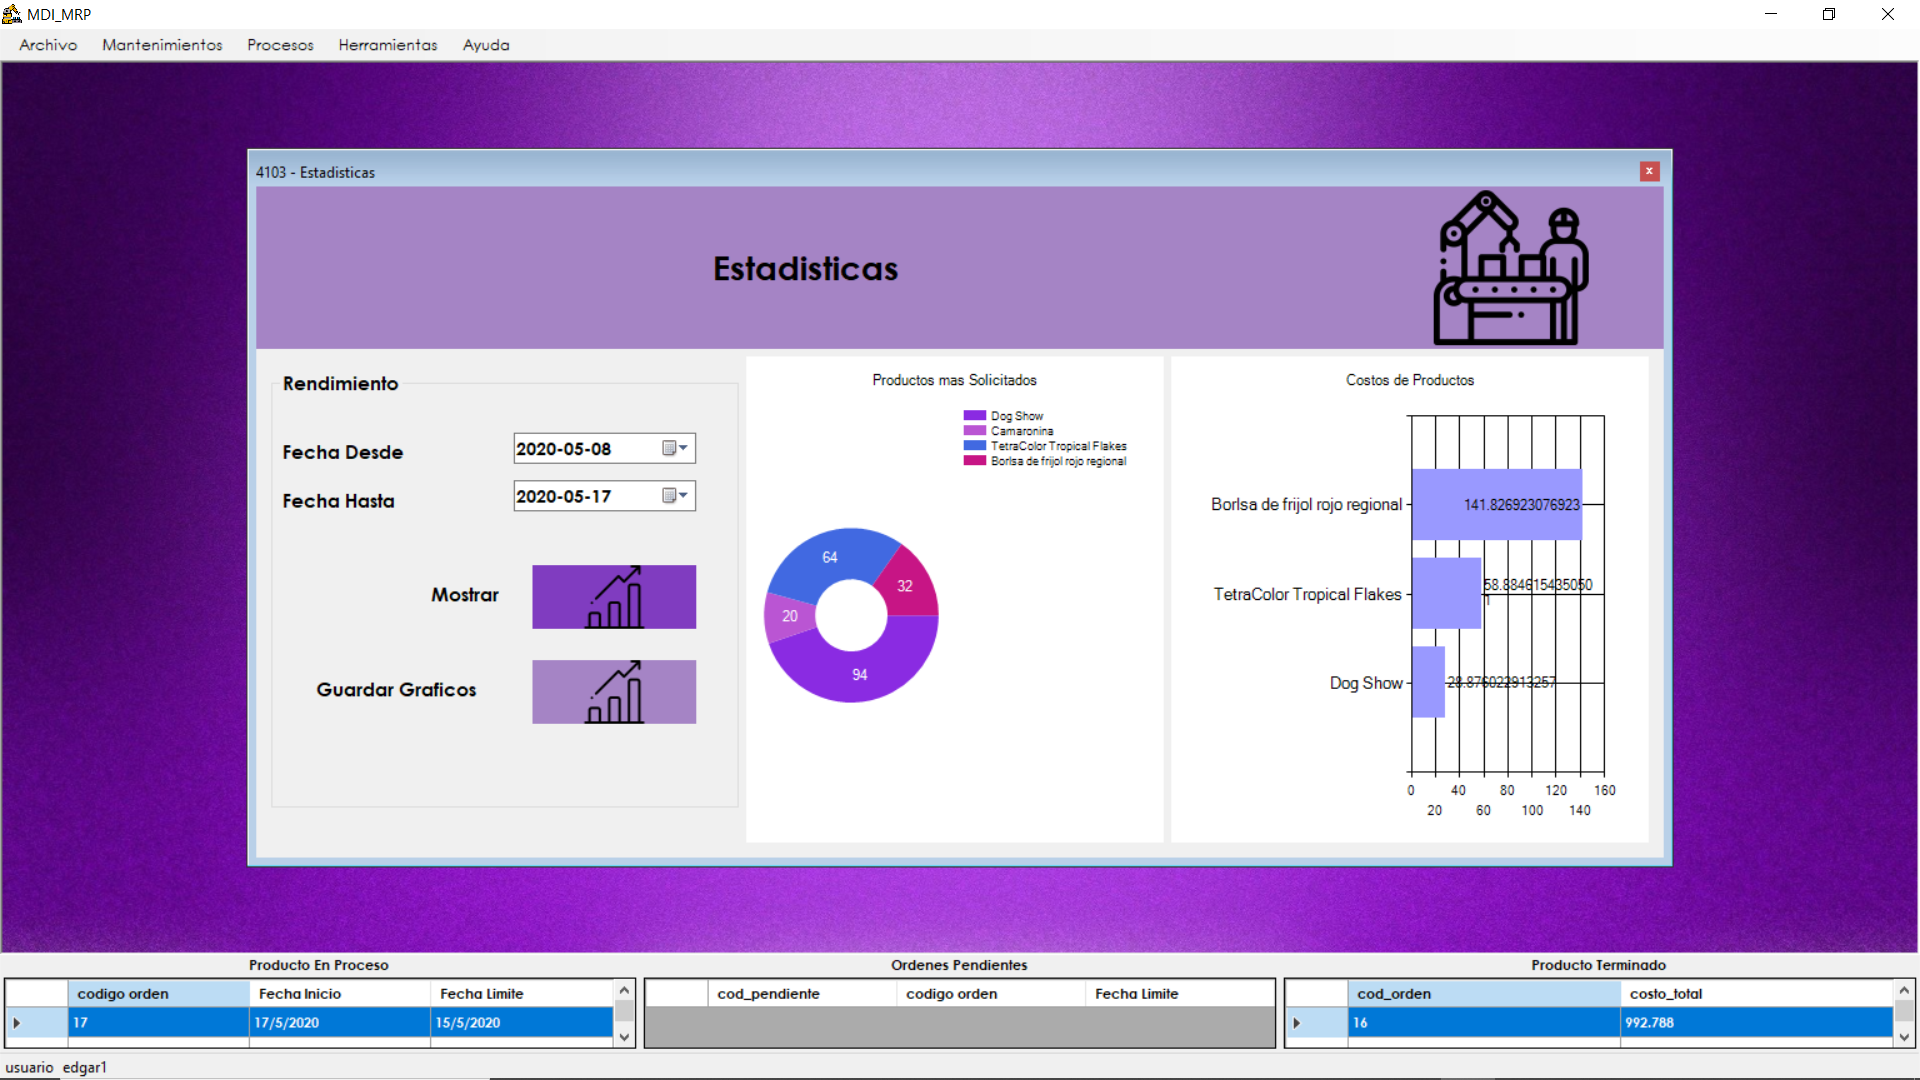 MDI_MRP
Archivo Mantenimientos Procesos Herramientas Ayuda
4103 - Estadisticas
x
Estadisticas
Rendimiento
Fecha Desde 2020-05-08
Fecha Hasta 2020-05-17
Mostrar
Guardar Graficos
Productos mas Solicitados
Dog Show
Camaronina
TetraColor Tropical Flakes
Borlsa de frijol rojo regional
64
32
20
94
Costos de Productos
Borlsa de frijol rojo regional 141.826923076923
TetraColor Tropical Flakes 58.884615435050
1
Dog Show 28.876022913257
0 40 80 120 160
20 60 100 140
Producto En Proceso
codigo orden Fecha Inicio Fecha Limite
17 17/5/2020 15/5/2020
Ordenes Pendientes
cod_pendiente codigo orden Fecha Limite
Producto Terminado
cod_orden costo_total
16 992.788
usuario edgar1